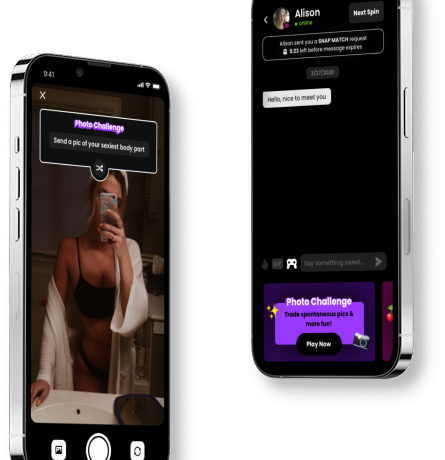 Alison
online
Next Spin
Alison sent you a SNAP MATCH request
5:23 left before message expires
3/27/2020
Hello, nice to meet you
Say something sweet...
Photo Challenge
Trade spontaneous pics &
more fun!
Play Now
9:41
X
Photo Challenge
Send a pic of your sexiest body part